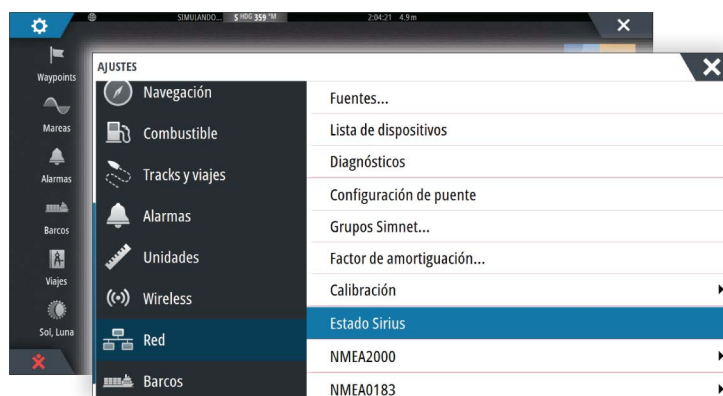 SIMULANDO... S HDG 359 °M 2:04:21 4.9 m
Waypoints
Mareas
Alarmas
Barcos
Viajes
Sol, Luna
AJUSTES
Navegación
Combustible
Tracks y viajes
Alarmas
Unidades
Wireless
Red
Barcos
Fuentes...
Lista de dispositivos
Diagnósticos
Configuración de puente
Grupos Simnet...
Factor de amortiguación...
Calibración
Estado Sirius
NMEA2000
NMEA0183